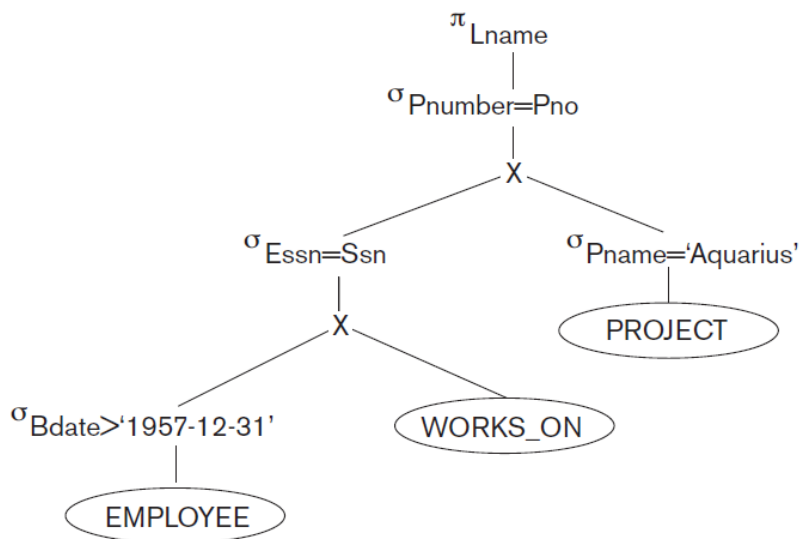 π Lname
σ Pnumber=Pno
X
σ Essn=Ssn
σ Pname=‘Aquarius’
X
PROJECT
σ Bdate>‘1957-12-31’
WORKS_ON
EMPLOYEE